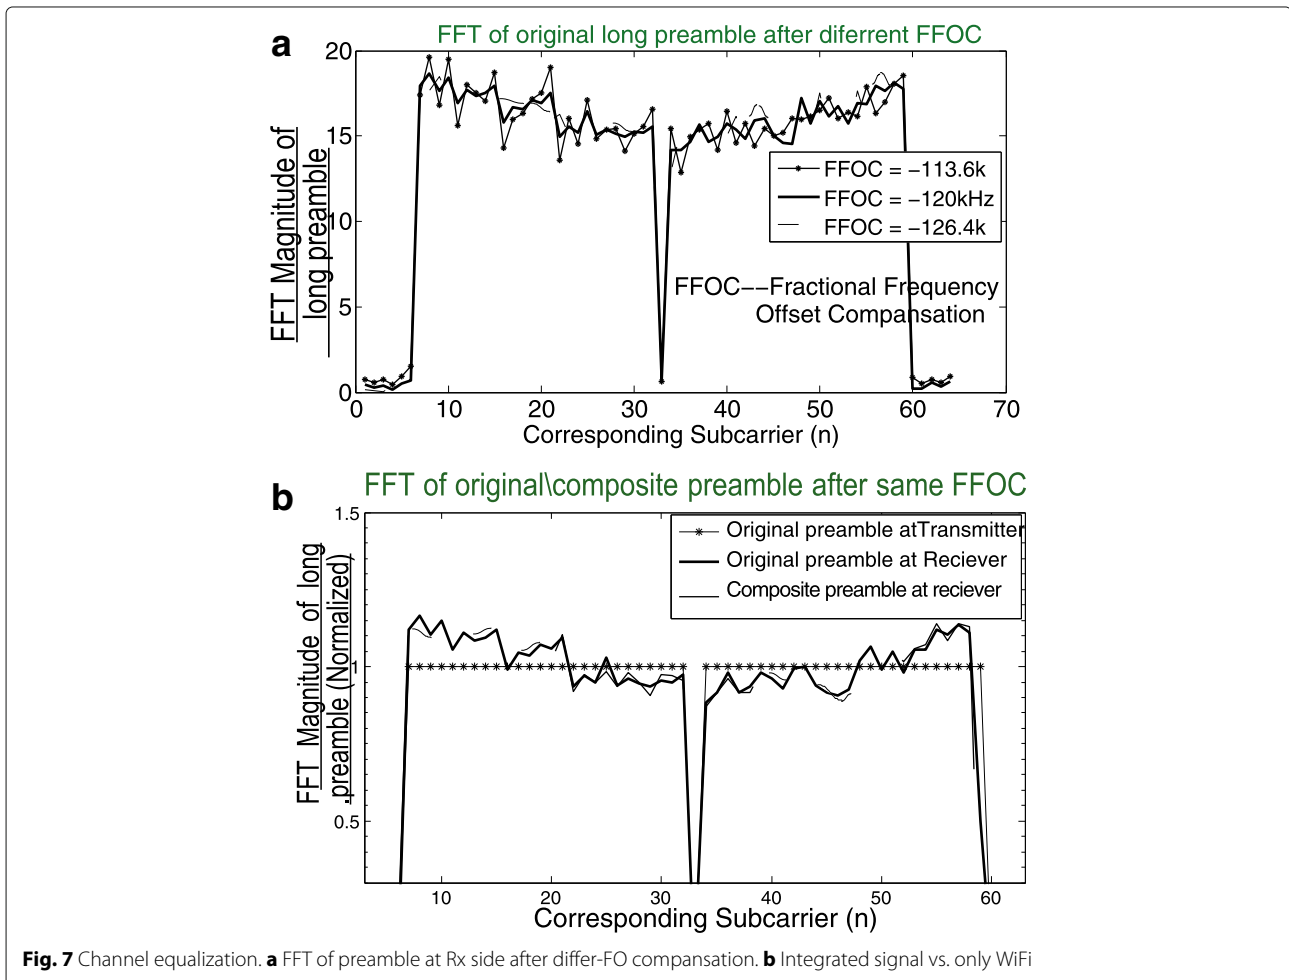 a
FFT of original long preamble after diferrent FFOC
FFT Magnitude of
long preamble
20
15
10
5
0
FFOC = −113.6k
FFOC = −120kHz
FFOC = −126.4k
FFOC−−Fractional Frequency
Offset Compansation
0 10 20 30 40 50 60 70
Corresponding Subcarrier (n)
b
FFT of original\composite preamble after same FFOC
FFT Magnitude of long
.preamble (Normalized)
1.5
1
0.5
Original preamble atTransmitter
Original preamble at Reciever
Composite preamble at reciever
10 20 30 40 50 60
Corresponding Subcarrier (n)
Fig. 7 Channel equalization. a FFT of preamble at Rx side after differ-FO compansation. b Integrated signal vs. only WiFi